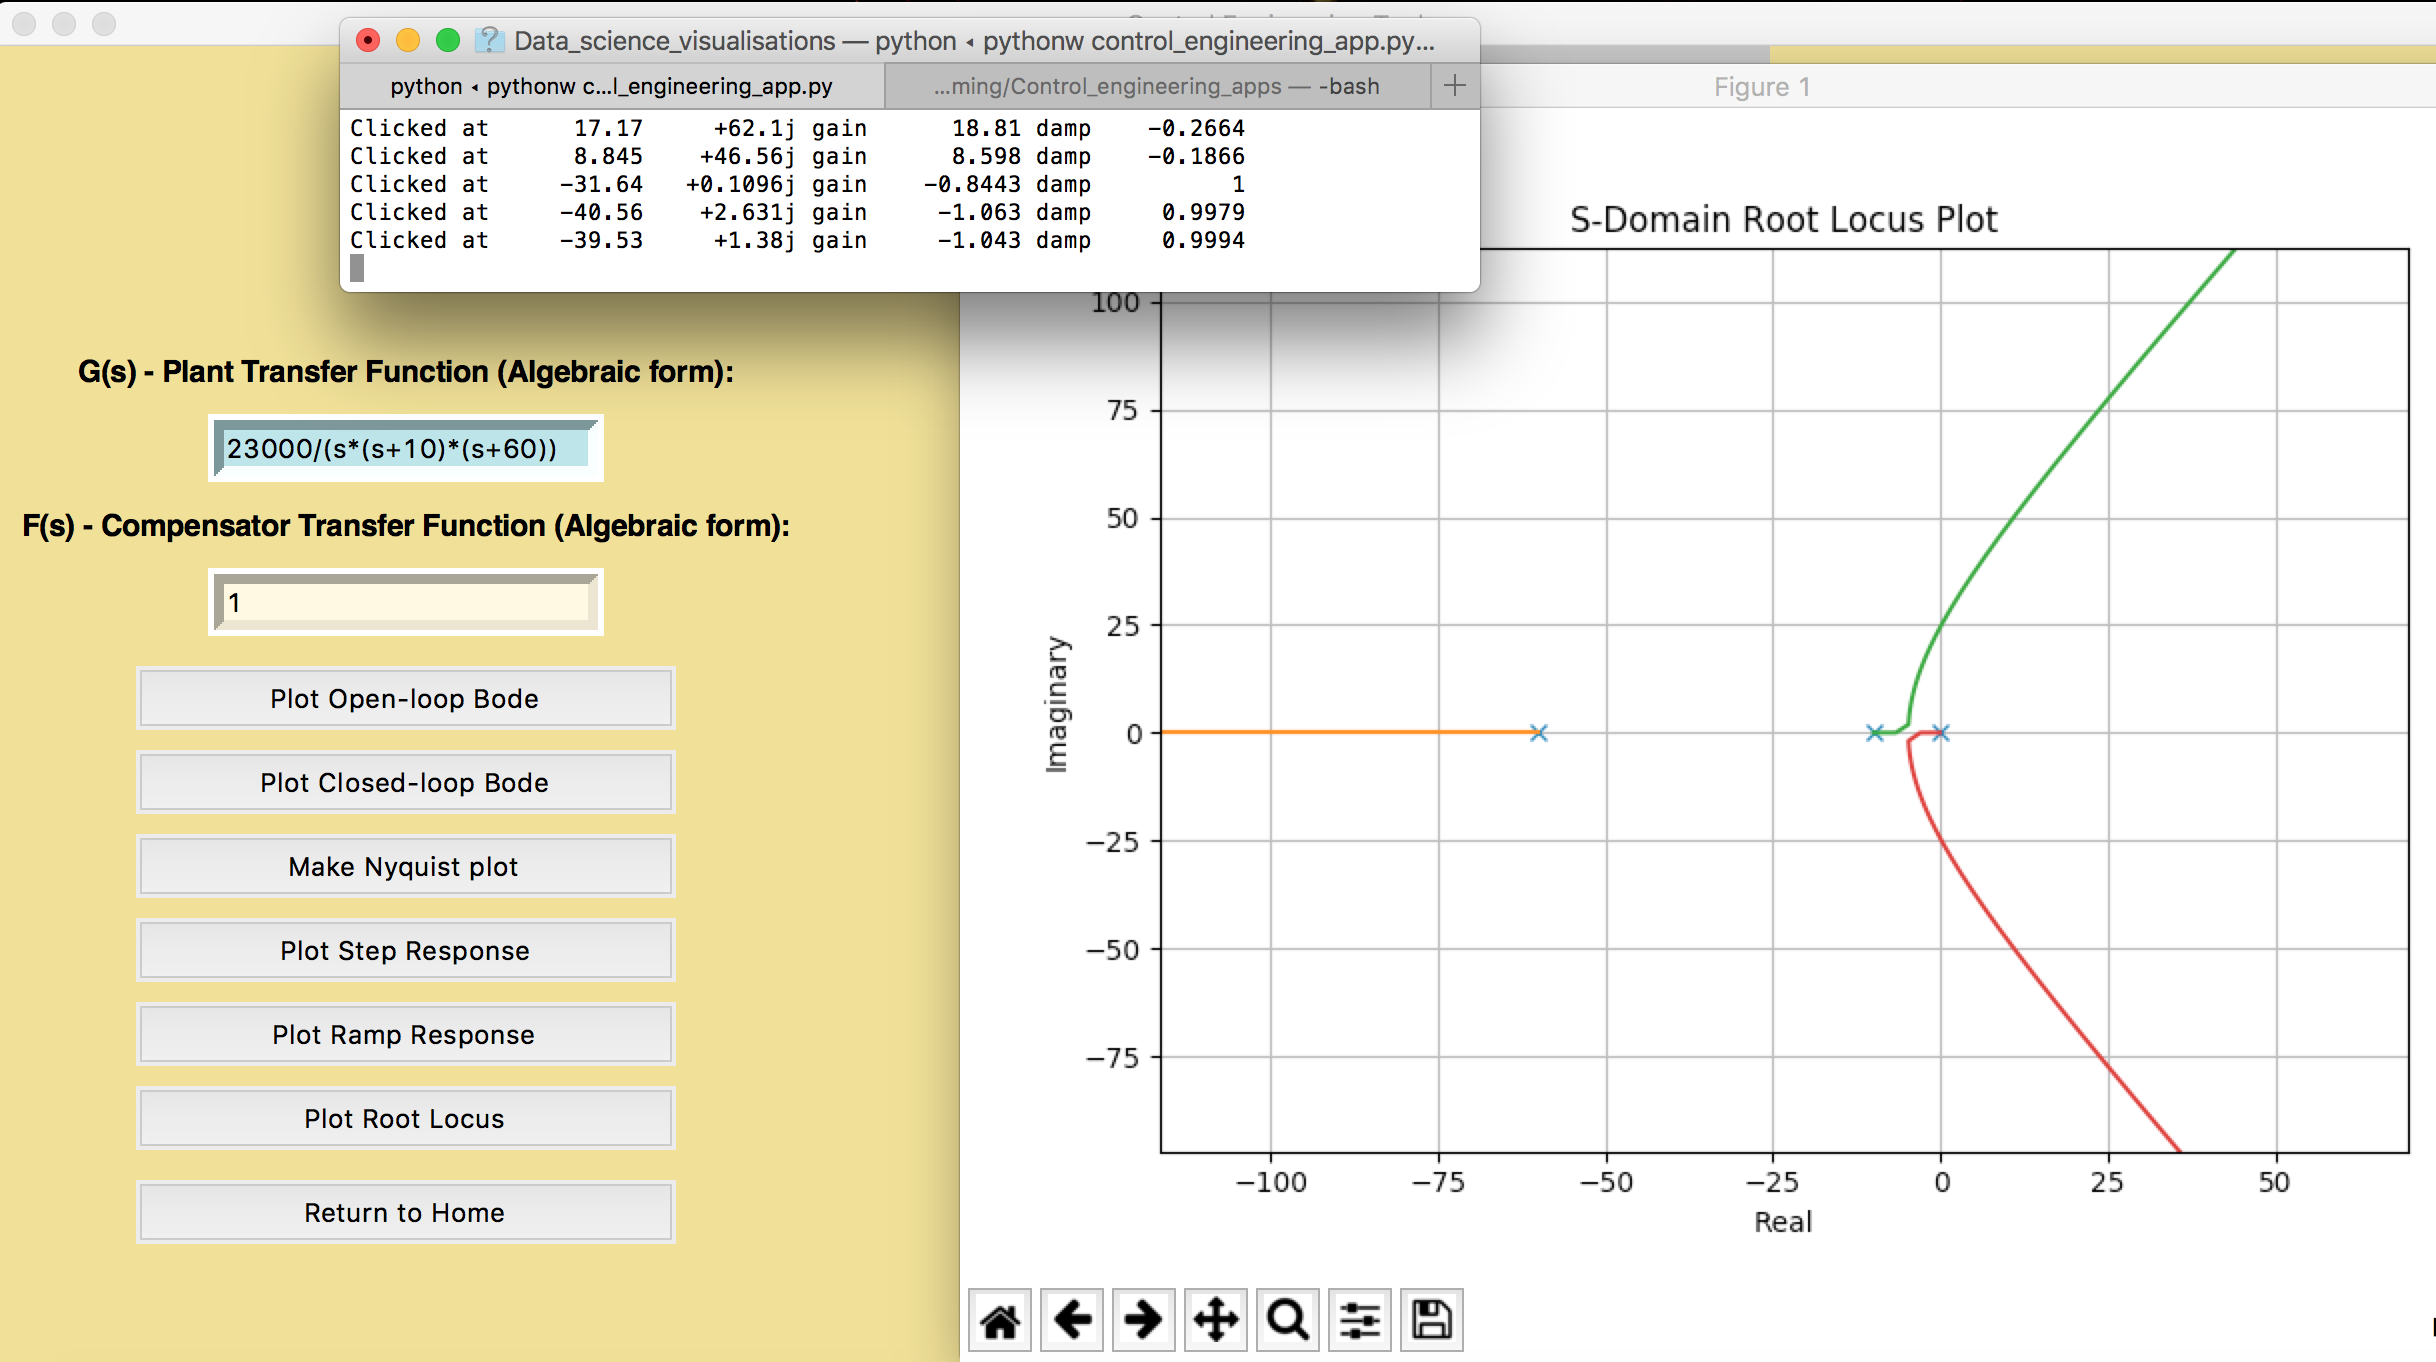 Data_science_visualisations — python ◂ pythonw control_engineering_app.py...
python ◂ pythonw c...l_engineering_app.py
...ming/Control_engineering_apps — -bash
Clicked at 17.17 +62.1j gain 18.81 damp -0.2664
Clicked at 8.845 +46.56j gain 8.598 damp -0.1866
Clicked at -31.64 +0.1096j gain -0.8443 damp 1
Clicked at -40.56 +2.631j gain -1.063 damp 0.9979
Clicked at -39.53 +1.38j gain -1.043 damp 0.9994
G(s) - Plant Transfer Function (Algebraic form):
23000/(s*(s+10)*(s+60))
F(s) - Compensator Transfer Function (Algebraic form):
1
Plot Open-loop Bode
Plot Closed-loop Bode
Make Nyquist plot
Plot Step Response
Plot Ramp Response
Plot Root Locus
Return to Home
Figure 1
S-Domain Root Locus Plot
100
75
50
25
0
−25
−50
−75
Imaginary
−100 −75 −50 −25 0 25 50
Real